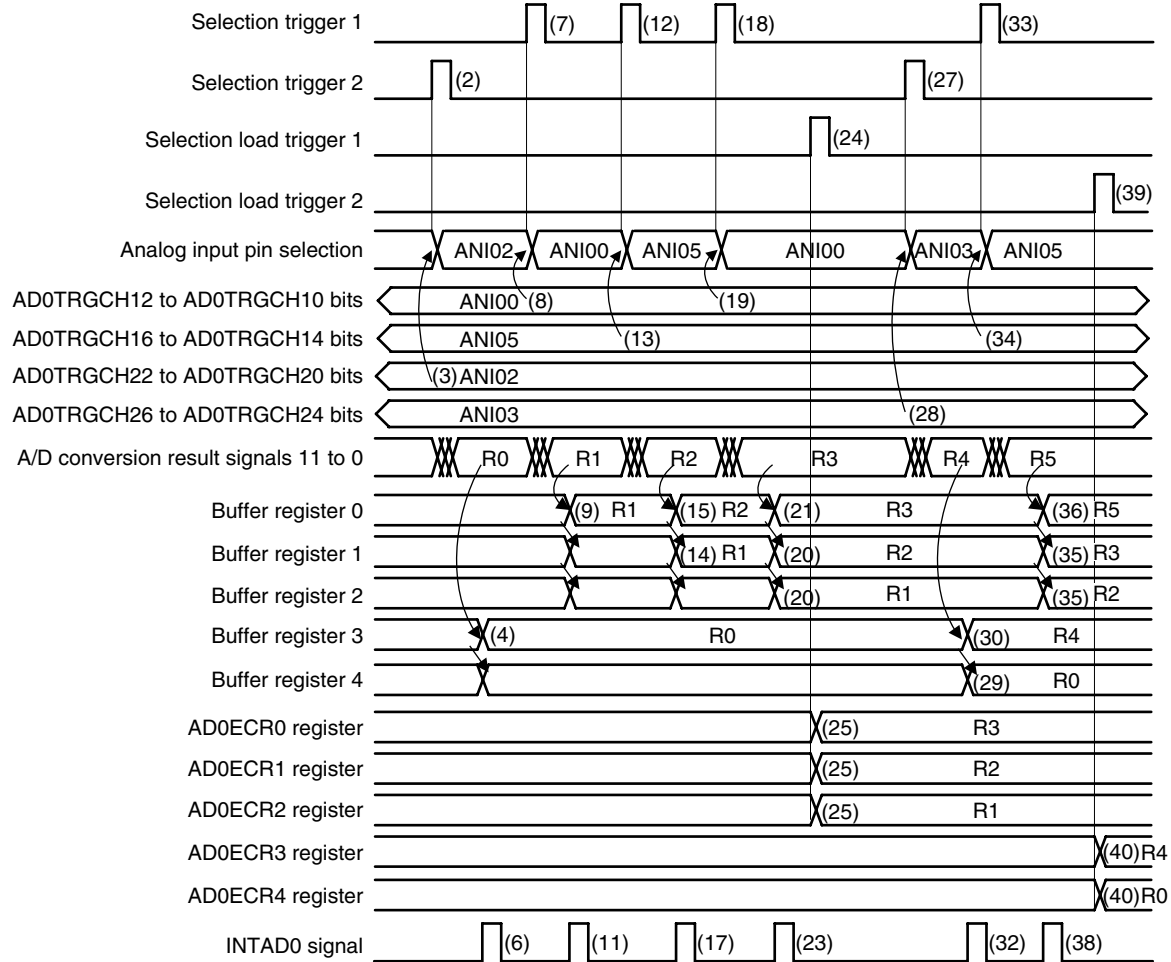 Selection trigger 1 (7) (12) (18) (33)
Selection trigger 2 (2) (27)
Selection load trigger 1 (24)
Selection load trigger 2 (39)
Analog input pin selection ANI02 ANI00 ANI05 ANI00 ANI03 ANI05
AD0TRGCH12 to AD0TRGCH10 bits ANI00 (8) (19)
AD0TRGCH16 to AD0TRGCH14 bits ANI05 (13) (34)
AD0TRGCH22 to AD0TRGCH20 bits (3) ANI02
AD0TRGCH26 to AD0TRGCH24 bits ANI03 (28)
A/D conversion result signals 11 to 0 R0 R1 R2 R3 R4 R5
Buffer register 0 (9) R1 (15) R2 (21) R3 (36) R5
Buffer register 1 (14) R1 (20) R2 (35) R3
Buffer register 2 (20) R1 (35) R2
Buffer register 3 (4) R0 (30) R4
Buffer register 4 (29) R0
AD0ECR0 register (25) R3
AD0ECR1 register (25) R2
AD0ECR2 register (25) R1
AD0ECR3 register (40) R4
AD0ECR4 register (40) R0
INTAD0 signal (6) (11) (17) (23) (32) (38)